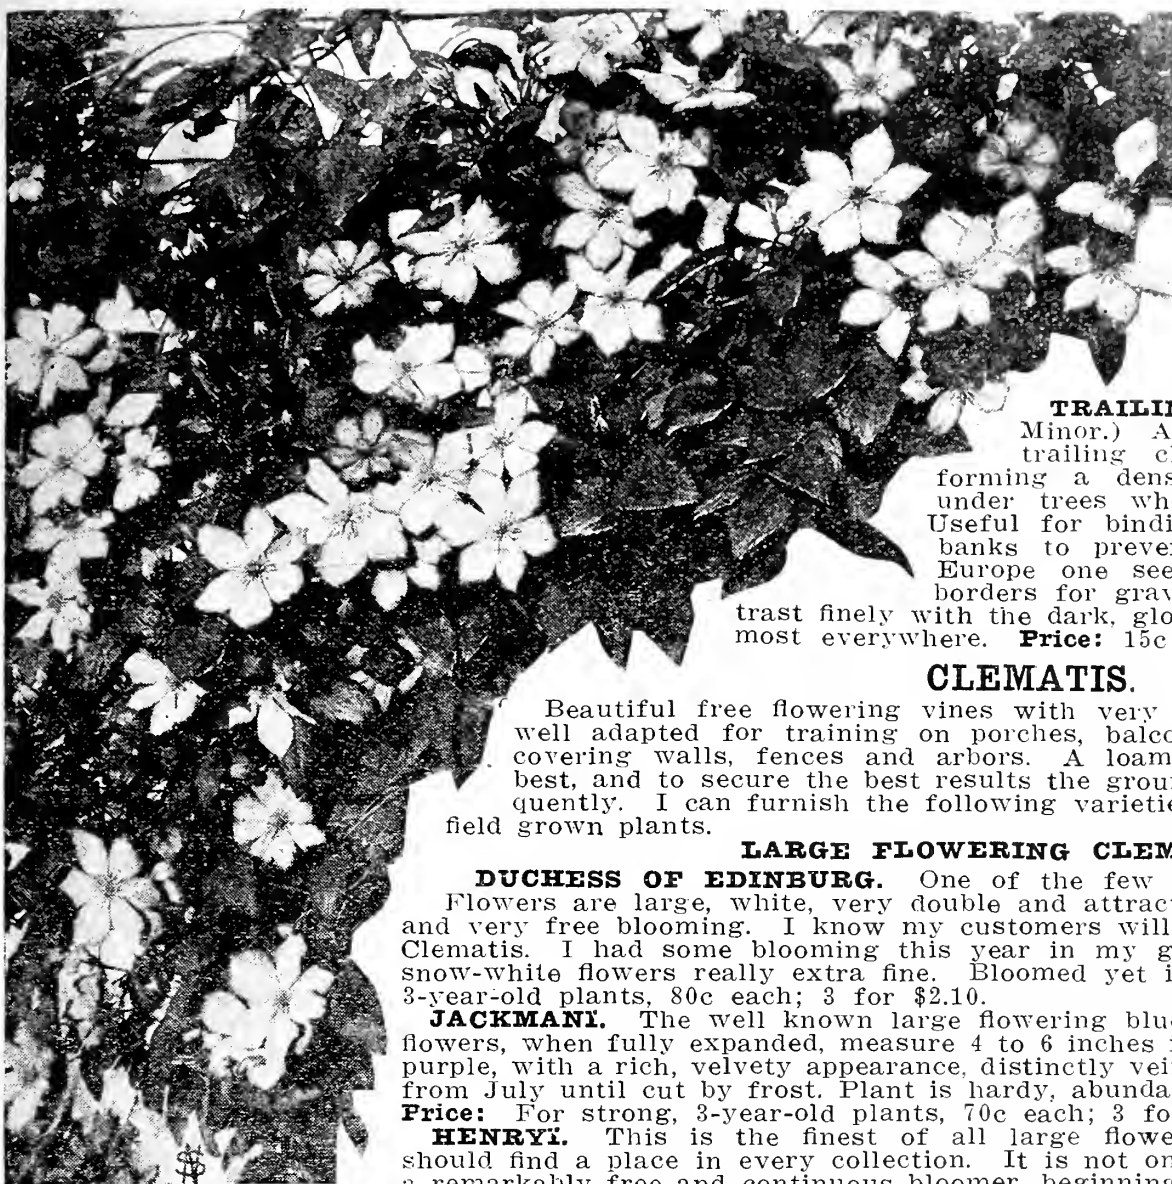 TRAILI
Minor.) A
trailing c
forming a dens
under trees wh
Useful for bindi
banks to preve
Europe one see
borders for grav
trast finely with the dark, glo
most everywhere. Price: 15c
CLEMATIS.
Beautiful free flowering vines with very
well adapted for training on porches, balco
covering walls, fences and arbors. A loam
best, and to secure the best results the grou
quently. I can furnish the following varietie
field grown plants.
LARGE FLOWERING CLEM
DUCHESS OF EDINBURG. One of the few
Flowers are large, white, very double and attrac
and very free blooming. I know my customers will
Clematis. I had some blooming this year in my g
snow-white flowers really extra fine. Bloomed yet i
3-year-old plants, 80c each; 3 for $2.10.
JACKMANI. The well known large flowering blu
flowers, when fully expanded, measure 4 to 6 inches
purple, with a rich, velvety appearance, distinctly vei
from July until cut by frost. Plant is hardy, abunda
Price: For strong, 3-year-old plants, 70c each; 3 fo
HENRYI. This is the finest of all large flowe
should find a place in every collection. It is not on
a remarkably free and continuous bloomer, beginning